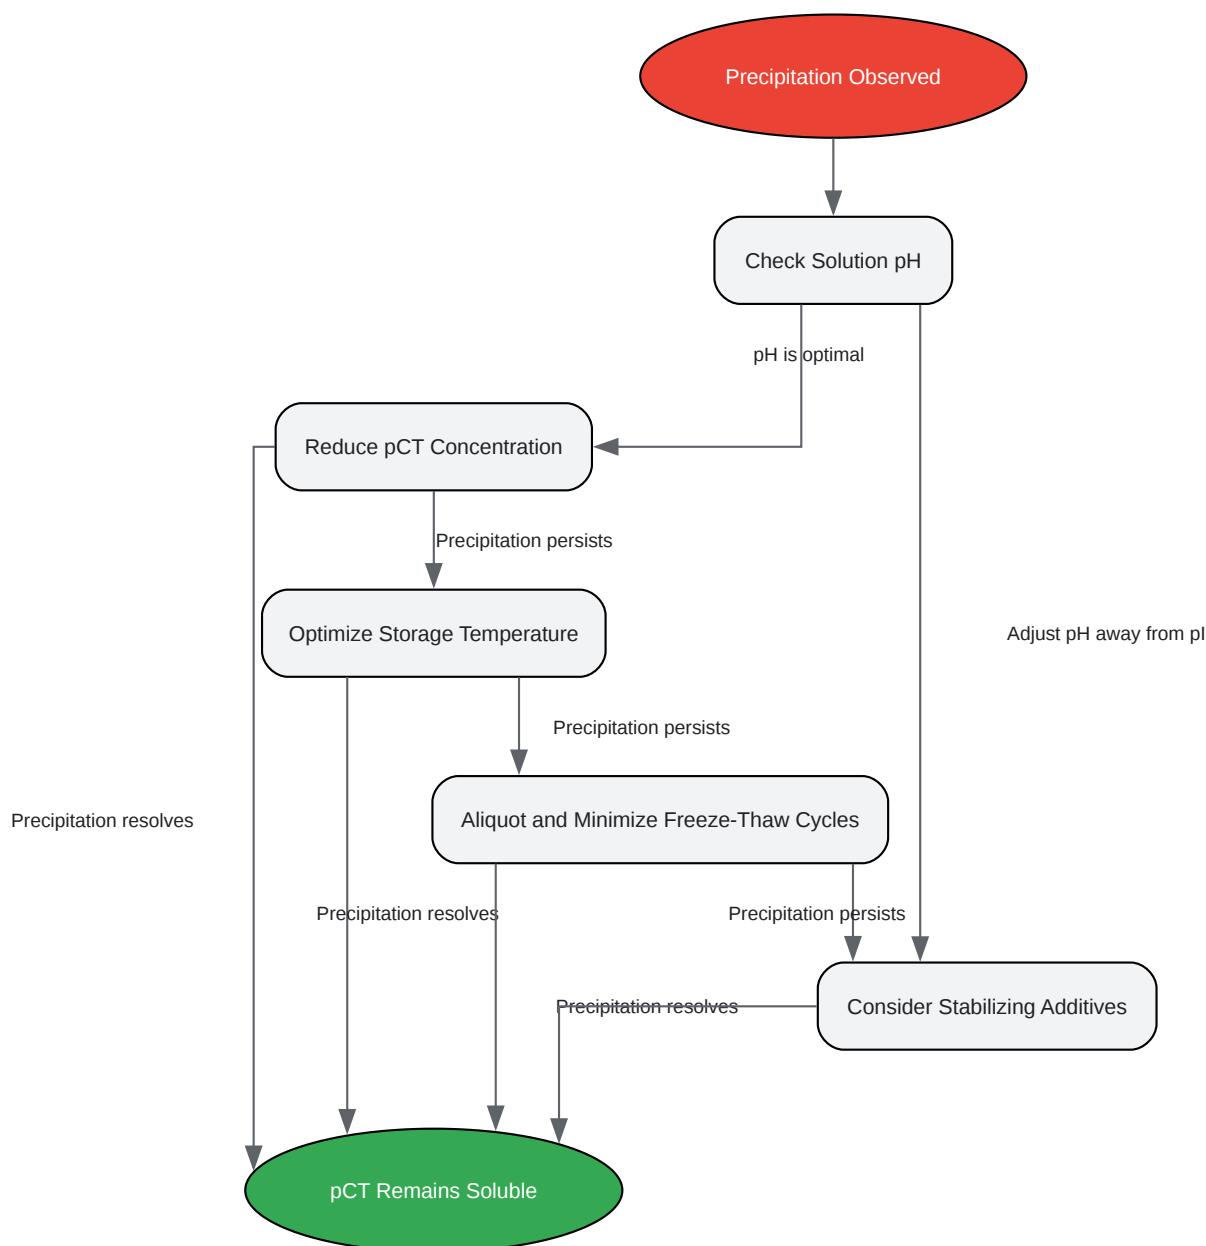 Precipitation Observed
Check Solution pH
pH is optimal
Reduce pCT Concentration
Precipitation persists
Optimize Storage Temperature
Adjust pH away from pI
Precipitation persists
Aliquot and Minimize Freeze-Thaw Cycles
Precipitation resolves
Precipitation resolves
Precipitation persists
Precipitation resolves
Consider Stabilizing Additives
pCT Remains Soluble